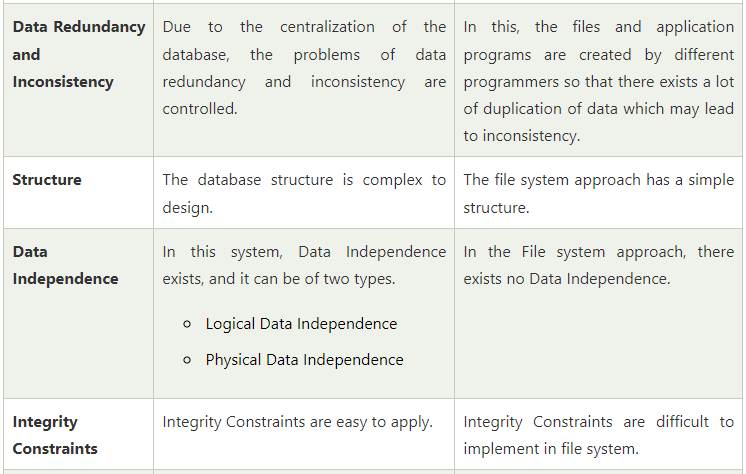 Data Redundancy
and
Inconsistency
Due to the centralization of the
database, the problems of data
redundancy and inconsistency are
controlled.
In this, the files and application
programs are created by different
programmers so that there exists a lot
of duplication of data which may lead
to inconsistency.
Structure
The database structure is complex to
design.
The file system approach has a simple
structure.
Data
Independence
In this system, Data Independence
exists, and it can be of two types.
Logical Data Independence
Physical Data Independence
In the File system approach, there
exists no Data Independence.
Integrity
Constraints
Integrity Constraints are easy to apply.
Integrity Constraints are difficult to
implement in file system.